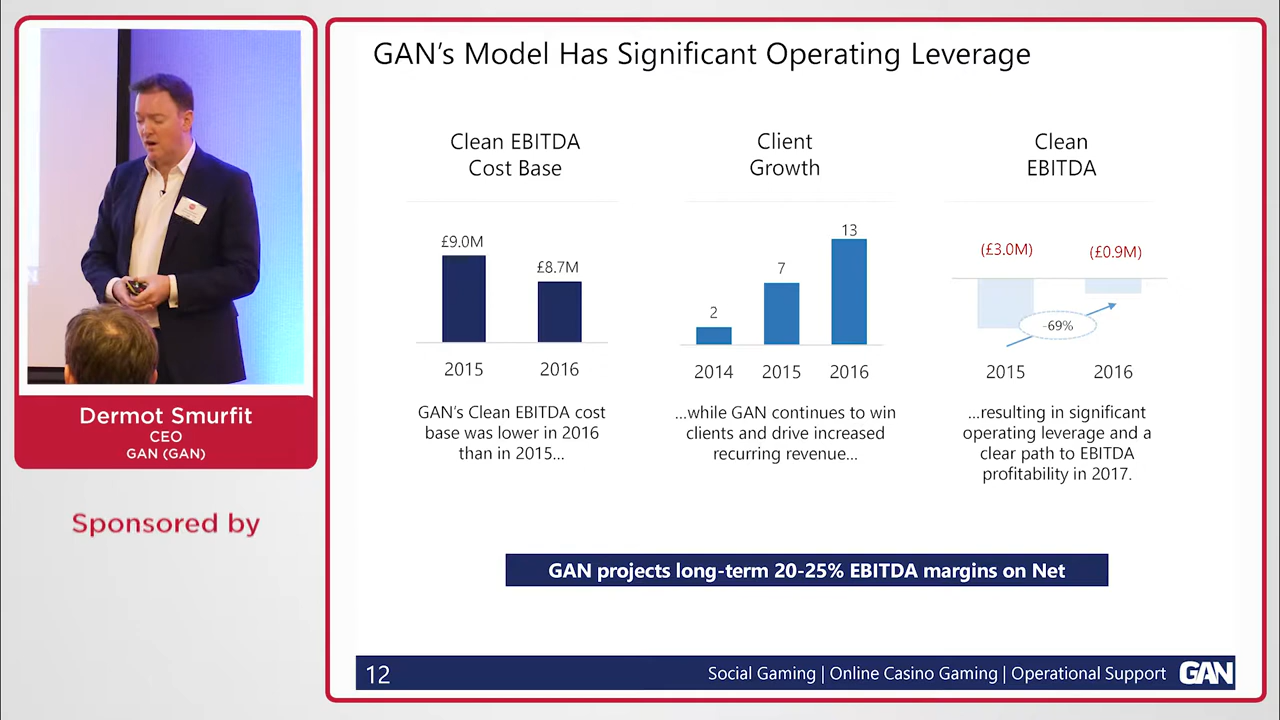 Dermot Smurfit
CEO
GAN (GAN)
Sponsored by
GAN's Model Has Significant Operating Leverage
Clean EBITDA
Cost Base
£9.0M
£8.7M
2015 2016
GAN's Clean EBITDA cost
base was lower in 2016
than in 2015...
Client
Growth
2
7
13
2014 2015 2016
...while GAN continues to win
clients and drive increased
recurring revenue...
Clean
EBITDA
(£3.0M) (£0.9M)
-69%
2015 2016
...resulting in significant
operating leverage and a
clear path to EBITDA
profitability in 2017.
GAN projects long-term 20-25% EBITDA margins on Net
12
Social Gaming | Online Casino Gaming | Operational Support GAN